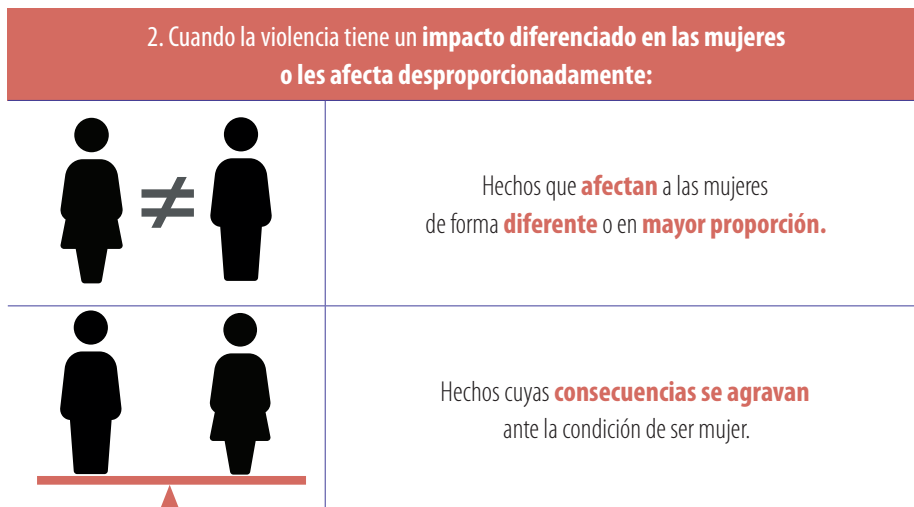 2. Cuando la violencia tiene un impacto diferenciado en las mujeres
o les afecta desproporcionadamente:
≠
Hechos que afectan a las mujeres
de forma diferente o en mayor proporción.
Hechos cuyas consecuencias se agravan
ante la condición de ser mujer.